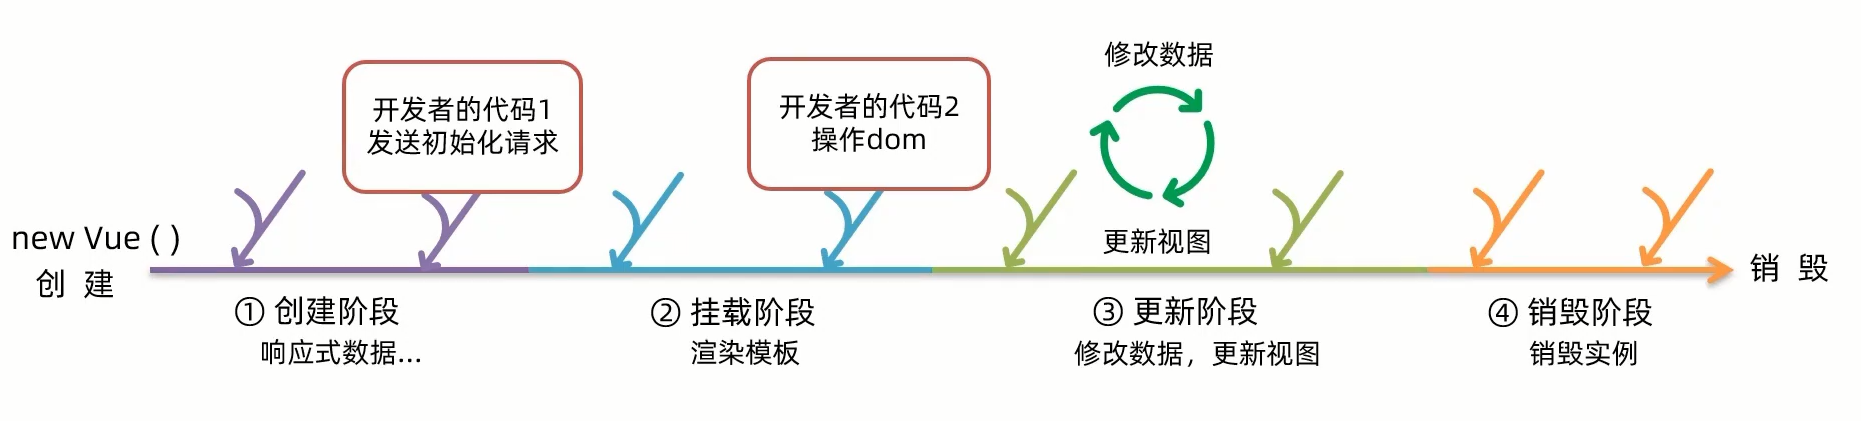 修改数据
开发者的代码1
发送初始化请求
开发者的代码2
操作dom
更新视图
new Vue ( )
创 建
销 毁
① 创建阶段
响应式数据...
② 挂载阶段
渲染模板
③ 更新阶段
修改数据，更新视图
④ 销毁阶段
销毁实例